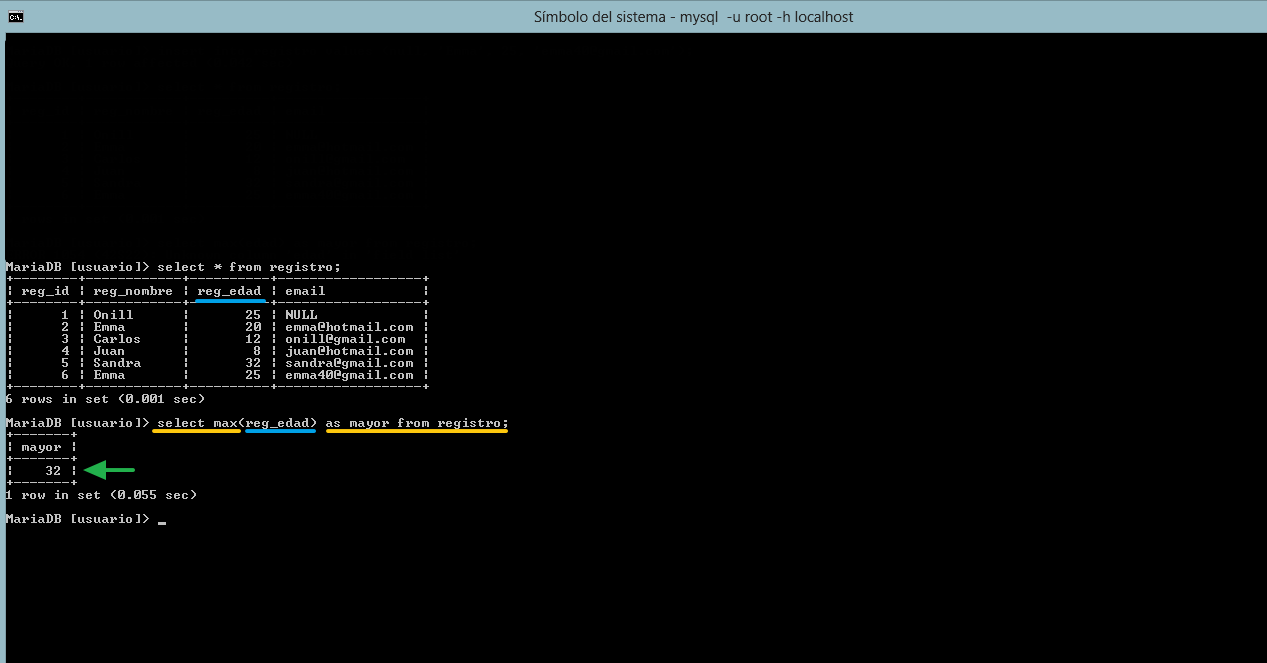 Símbolo del sistema - mysql  -u root -h localhost
MariaDB [usuario]> select * from registro;
+--------+------------+----------+------------------+
| reg_id | reg_nombre | reg_edad | email            |
+--------+------------+----------+------------------+
|      1 | Onill      |       25 | NULL             |
|      2 | Emma       |       20 | emma@hotmail.com |
|      3 | Carlos     |       12 | onill@gmail.com  |
|      4 | Juan       |        8 | juan@hotmail.com |
|      5 | Sandra     |       32 | sandra@gmail.com |
|      6 | Emma       |       25 | emma40@gmail.com |
+--------+------------+----------+------------------+
6 rows in set (0.001 sec)
MariaDB [usuario]> select max(reg_edad) as mayor from registro;
+-------+
| mayor |
+-------+
|    32 |
+-------+
1 row in set (0.055 sec)
MariaDB [usuario]> _